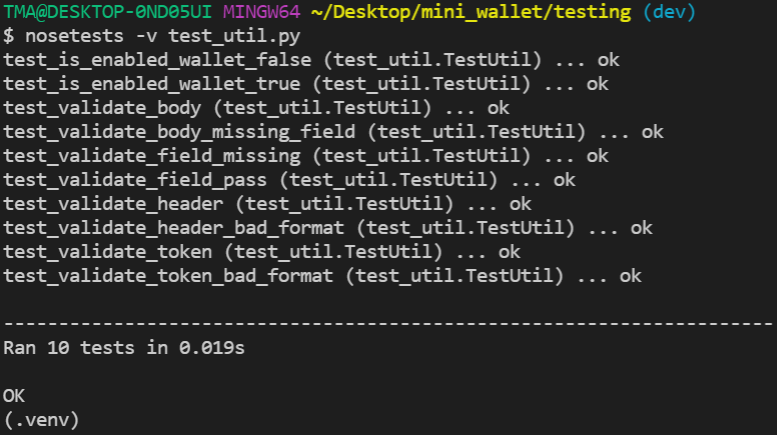 TMA@DESKTOP-0ND05UI MINGW64 ~/Desktop/mini_wallet/testing (dev)
$ nosetests -v test_util.py
test_is_enabled_wallet_false (test_util.TestUtil) ... ok
test_is_enabled_wallet_true (test_util.TestUtil) ... ok
test_validate_body (test_util.TestUtil) ... ok
test_validate_body_missing_field (test_util.TestUtil) ... ok
test_validate_field_missing (test_util.TestUtil) ... ok
test_validate_field_pass (test_util.TestUtil) ... ok
test_validate_header (test_util.TestUtil) ... ok
test_validate_header_bad_format (test_util.TestUtil) ... ok
test_validate_token (test_util.TestUtil) ... ok
test_validate_token_bad_format (test_util.TestUtil) ... ok
----------------------------------------------------------------------
Ran 10 tests in 0.019s
OK
(.venv)